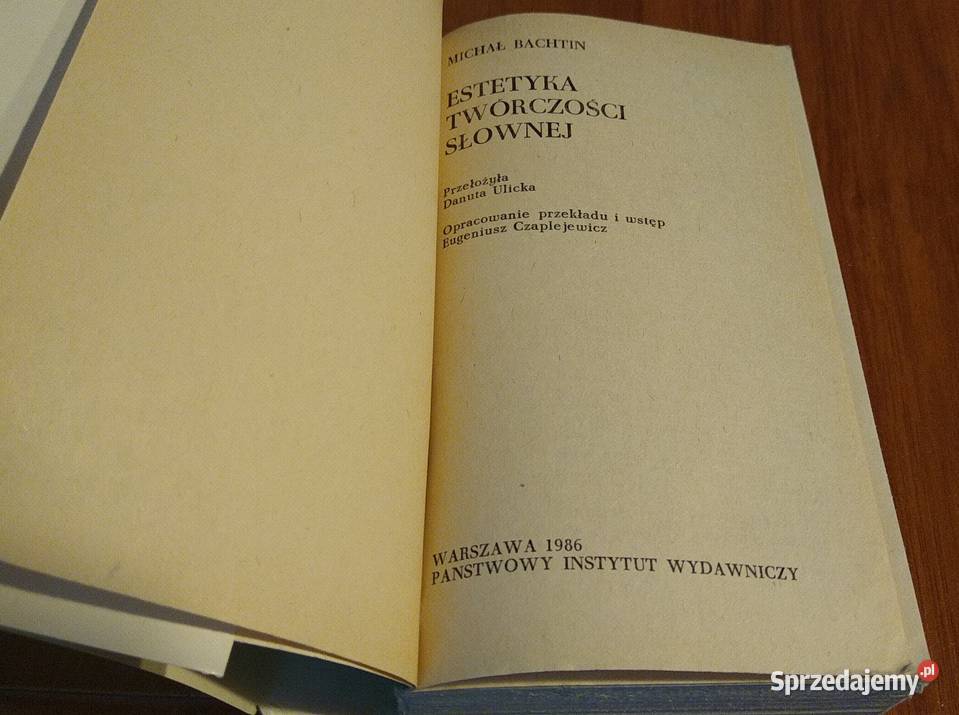 MICHAŁ BACHTIN
ESTETYKA
TWÓRCZOŚCI
SŁOWNEJ
Przełożyła
Danuta Ulicka
Opracowanie przekładu i wstęp
Eugeniusz Czaplejewicz
WARSZAWA 1986
PAŃSTWOWY INSTYTUT WYDAWNICZY
Sprzedajemy.pl